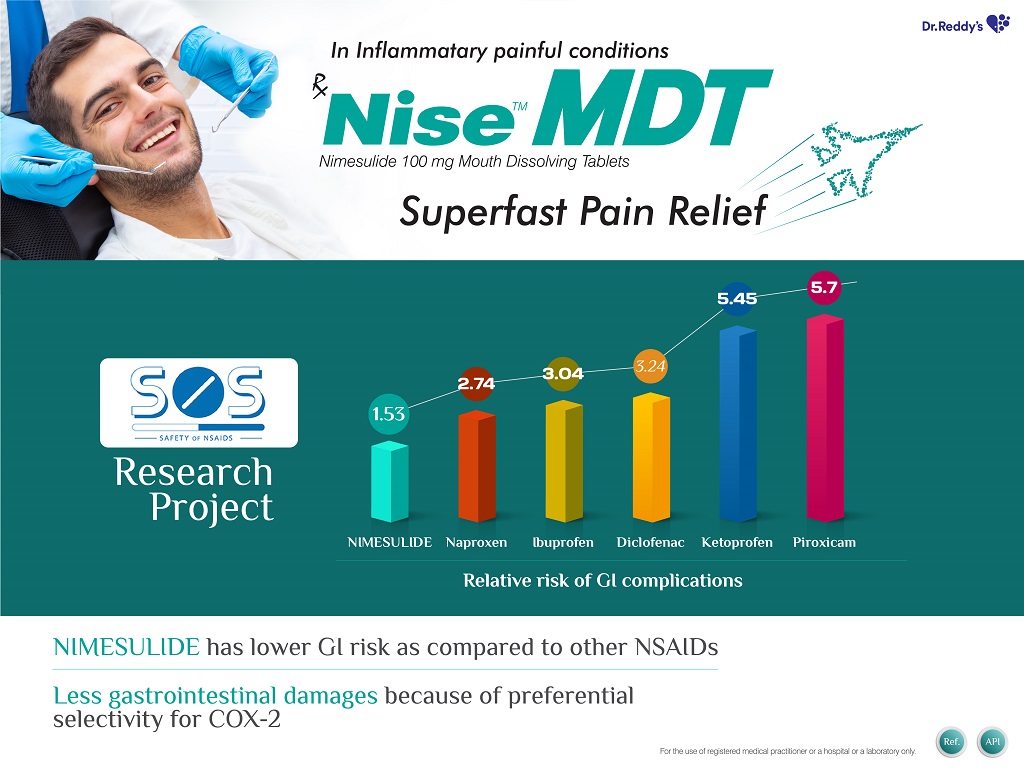 Dr.Reddy's
In Inflammatary painful conditions
Rx
Nise™ MDT
Nimesulide 100 mg Mouth Dissolving Tablets
Superfast Pain Relief
SOS
SAFETY OF NSAIDS
Research
Project
1.53
2.74
3.04
3.24
5.45
5.7
NIMESULIDE Naproxen Ibuprofen Diclofenac Ketoprofen Piroxicam
Relative risk of GI complications
NIMESULIDE has lower GI risk as compared to other NSAIDs
Less gastrointestinal damages because of preferential
selectivity for COX-2
For the use of registered medical practitioner or a hospital or a laboratory only.
Ref.
API